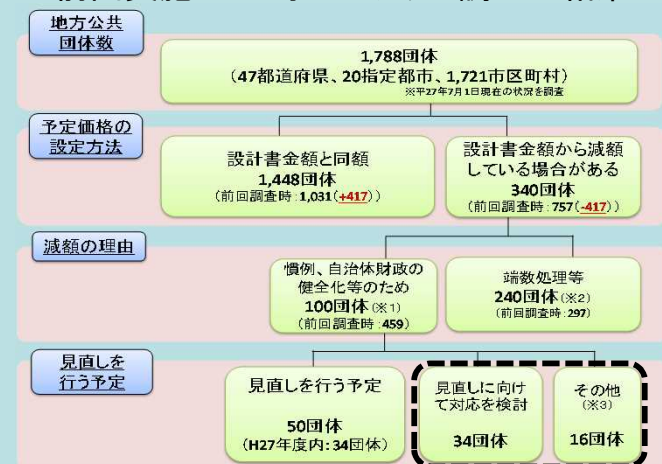 地方公共
団体数
1,788団体
(47都道府県、20指定都市、1,721市区町村)
※平成27年7月1日現在の状況を調査
予定価格の
設定方法
設計書金額と同額
1,448団体
(前回調査時:1,031(+417))
設計書金額から減額
している場合がある
340団体
(前回調査時:757(-417))
減額の理由
慣例、自治体財政の
健全化等のため
100団体(※1)
(前回調査時:459)
端数処理等
240団体(※2)
(前回調査時:297)
見直しを
行う予定
見直しを行う予定
50団体
(H27年度内:34団体)
見直しに向け
て対応を検討
34団体
その他
(※3)
16団体